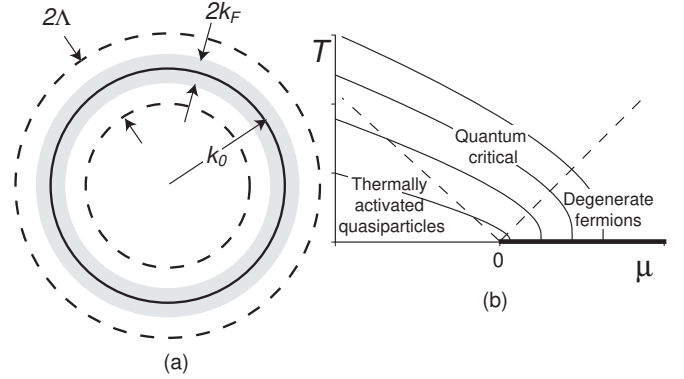 2Λ
2k_F
k_0
(a)
T
Quantum
critical
Thermally
activated
quasiparticles
Degenerate
fermions
0
μ
(b)